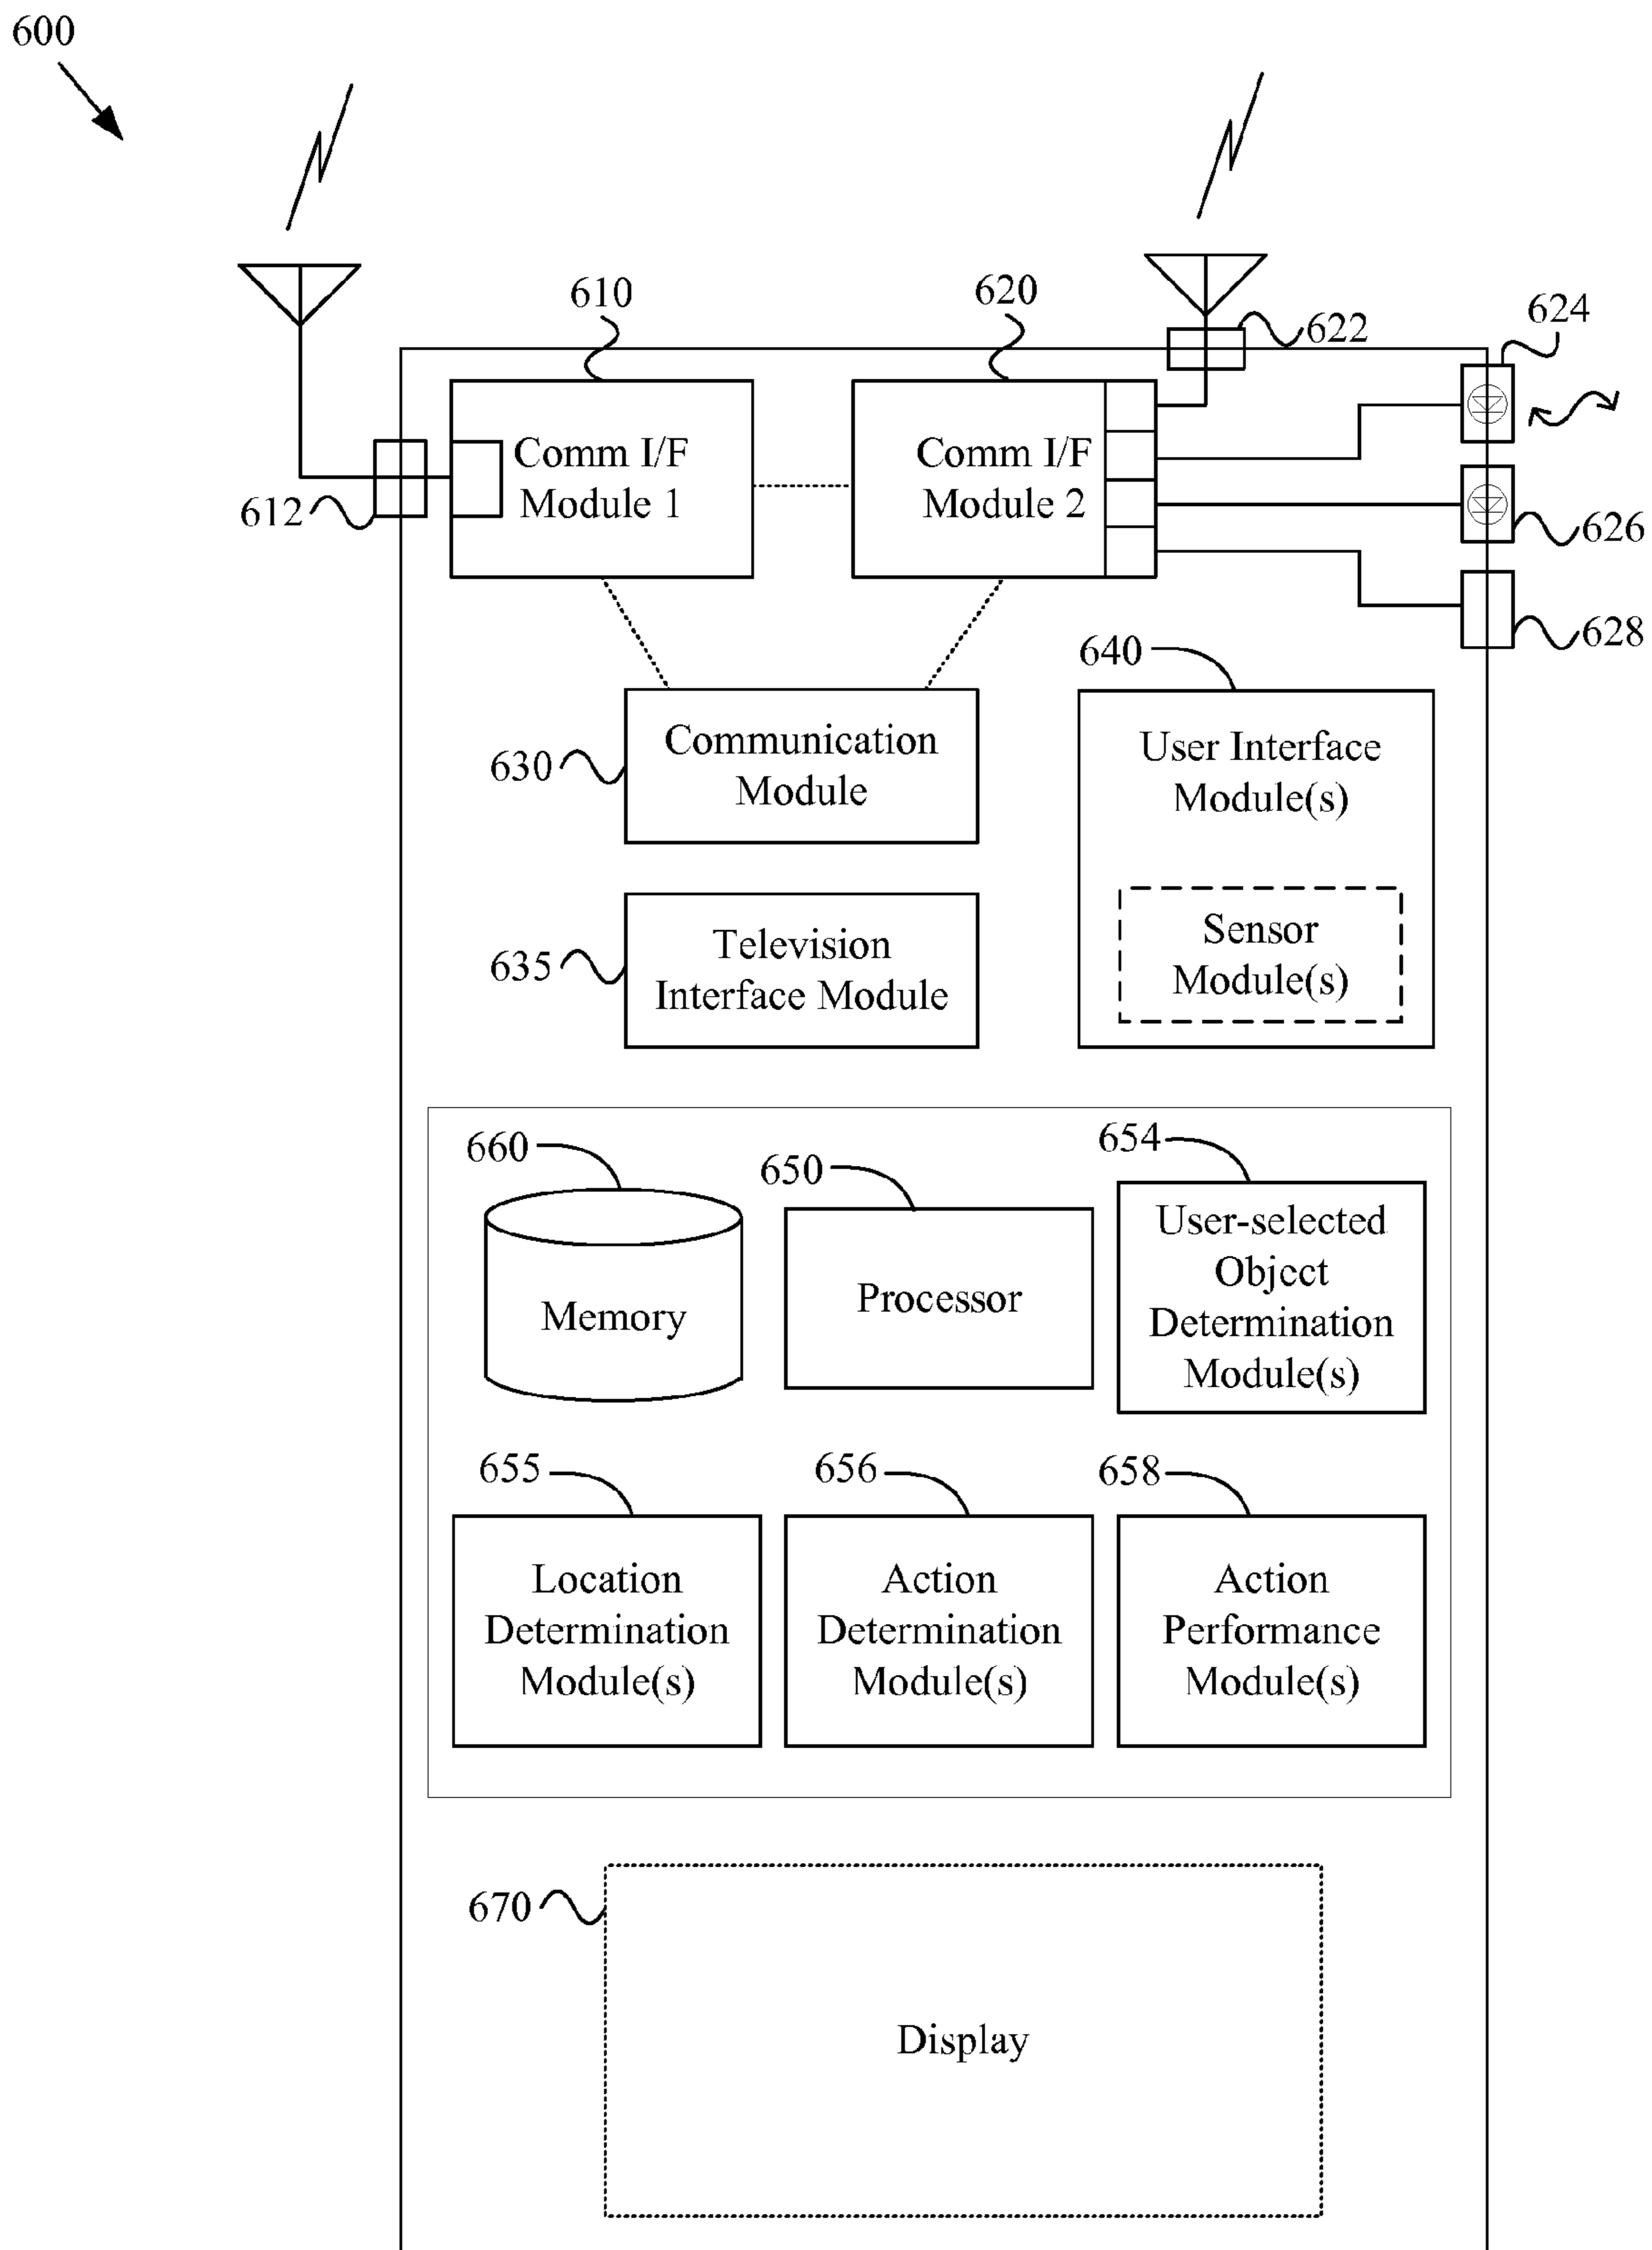 600
610
620
622
624
Comm I/F
Module 1
Comm I/F
Module 2
612
626
628
640
630
Communication
Module
User Interface
Module(s)
635
Television
Interface Module
Sensor
Module(s)
660
650
654
Memory
Processor
User-selected
Object
Determination
Module(s)
655
656
658
Location
Determination
Module(s)
Action
Determination
Module(s)
Action
Performance
Module(s)
670
Display